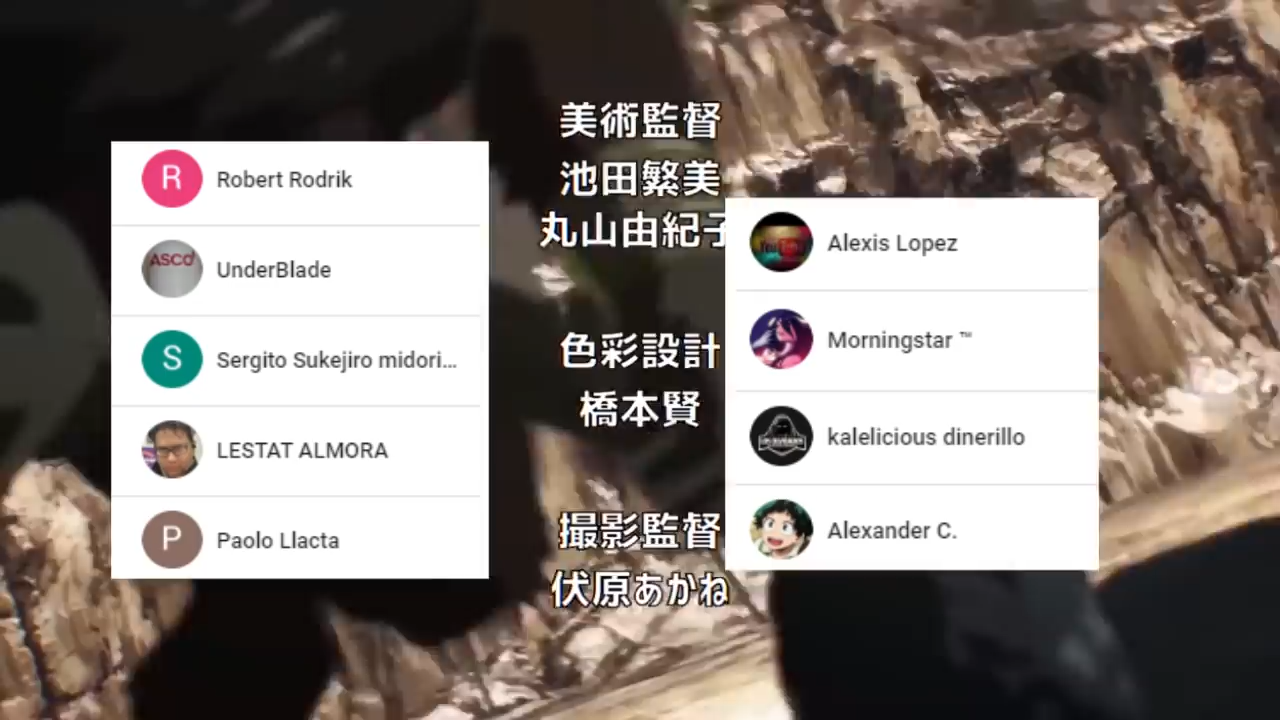 Robert Rodrik
UnderBlade
Sergito Sukejiro midori...
LESTAT ALMORA
Paolo Llacta
美術監督
池田繁美
丸山由紀子
色彩設計
橋本賢
撮影監督
伏原あかね
Alexis Lopez
Morningstar ™
kalelicious dinerillo
Alexander C.
R
ASCO
S
P
YouTube